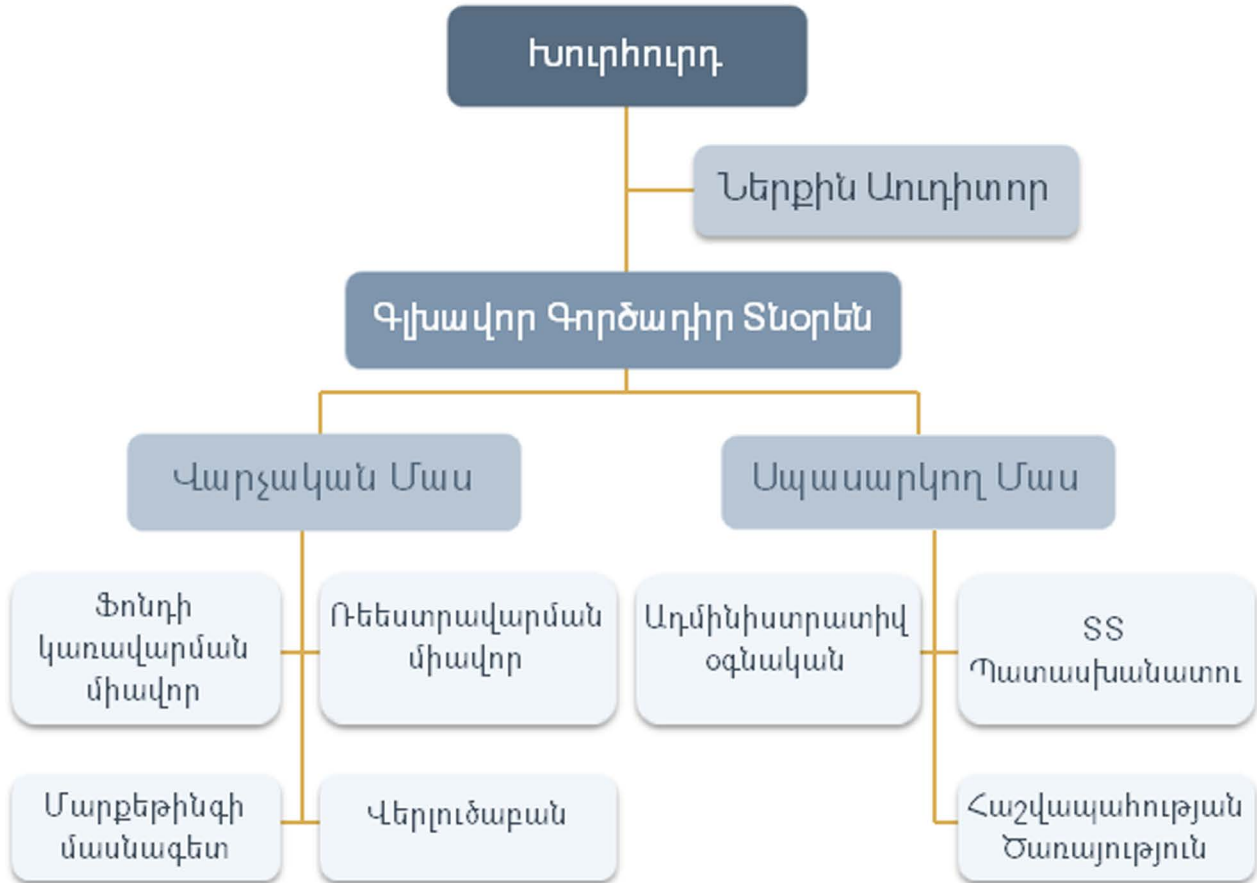 Խուրհուրդ
Ներքին Աուդիտոր
Գլխավոր Գործադիր Տնօրեն
Վարչական Մաս
Սպասարկող Մաս
Ֆոնդի
կառավարման
միավոր
Ռեեստրավարման
միավոր
Ադմինիստրատիվ
օգնական
ՏՏ
Պատասխանատու
Մարքեթինգի
մասնագետ
Վերլուծաբան
Հաշվապահության
Ծառայություն